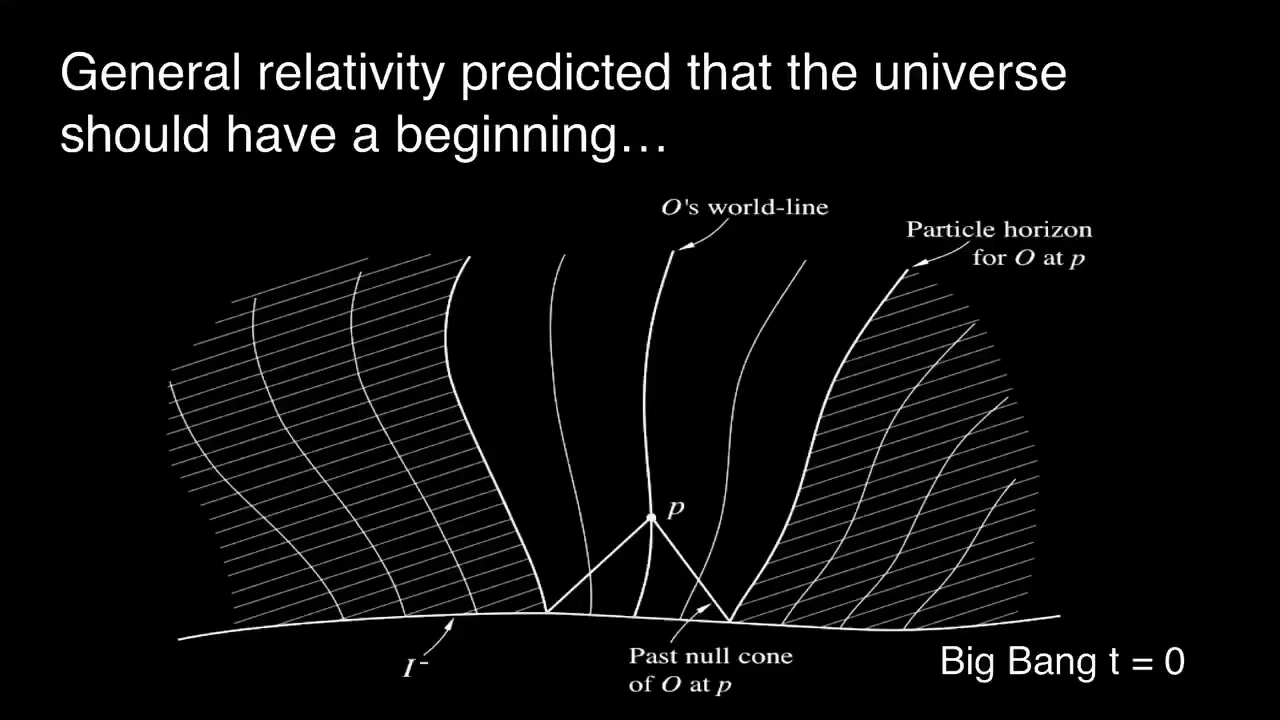 General relativity predicted that the universe
should have a beginning…
O's world-line
Particle horizon
for O at p
p
I⁻
Past null cone
of O at p
Big Bang t = 0